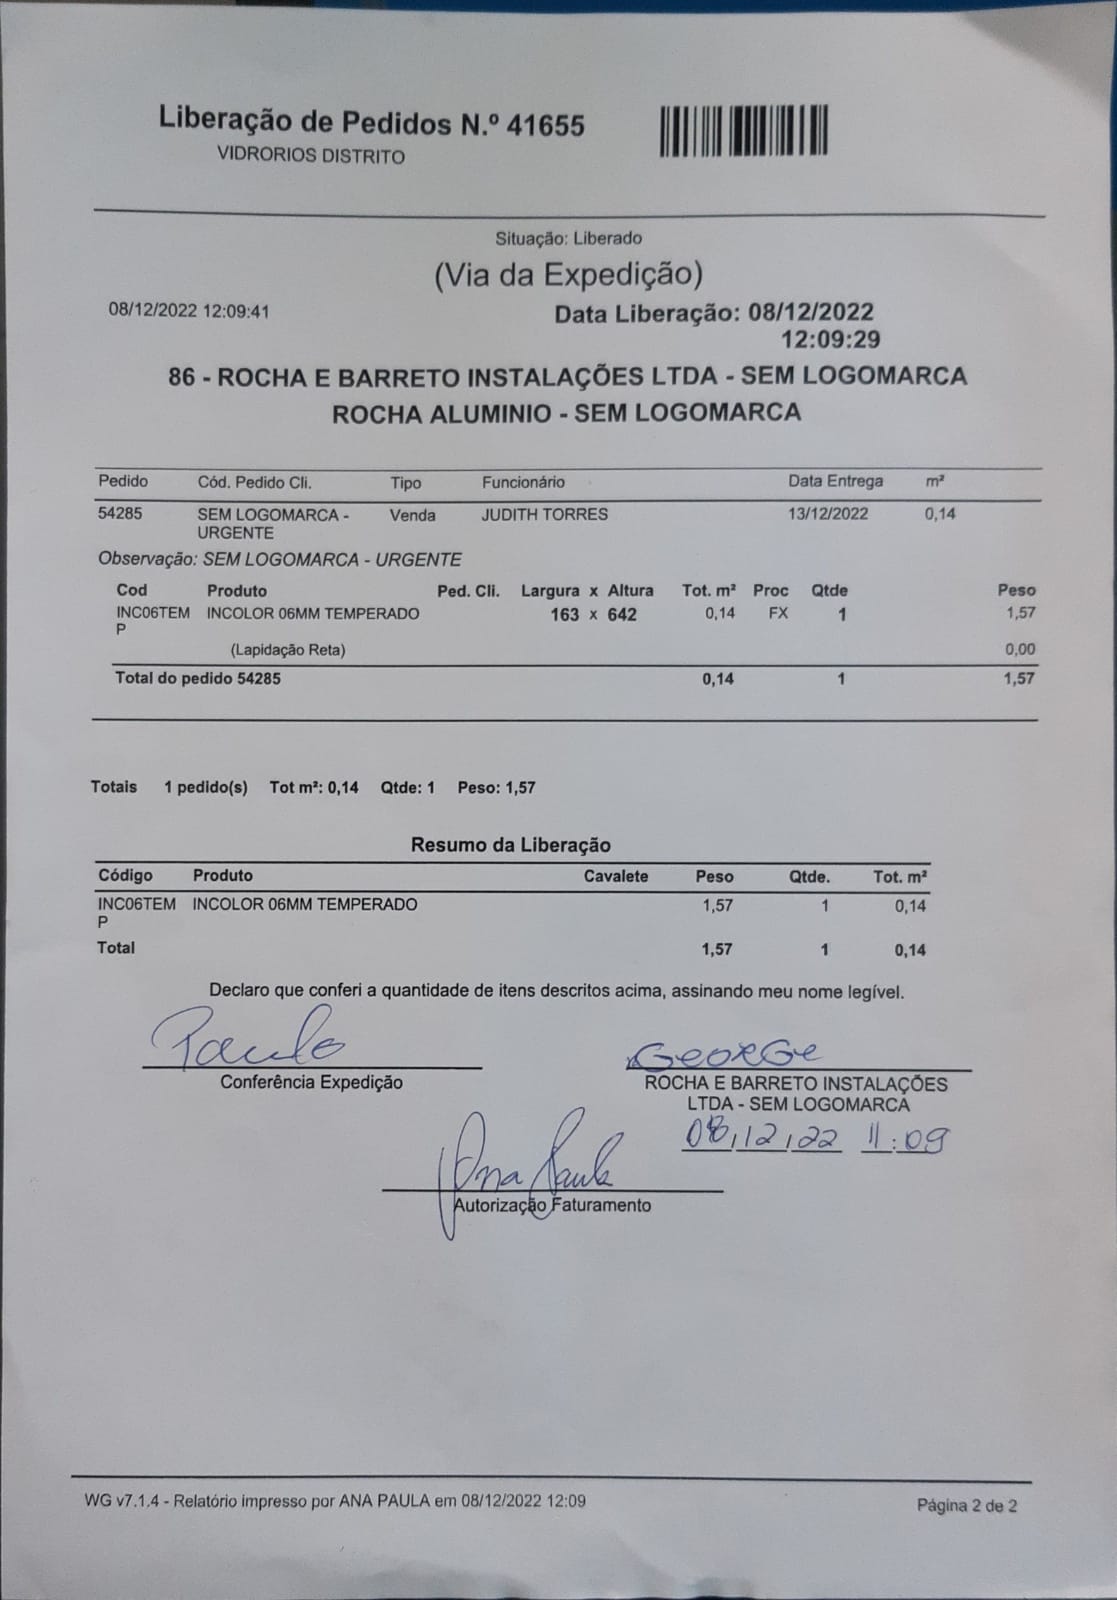 Liberação de Pedidos N.º 41655
VIDRORIOS DISTRITO
Situação: Liberado
(Via da Expedição)
08/12/2022 12:09:41
Data Liberação: 08/12/2022
12:09:29
86 - ROCHA E BARRETO INSTALAÇÕES LTDA - SEM LOGOMARCA
ROCHA ALUMINIO - SEM LOGOMARCA
Pedido Cód. Pedido Cli. Tipo Funcionário Data Entrega m²
54285 SEM LOGOMARCA - Venda JUDITH TORRES 13/12/2022 0,14
URGENTE
Observação: SEM LOGOMARCA - URGENTE
Cod Produto Ped. Cli. Largura x Altura Tot. m² Proc Qtde Peso
INC06TEM INCOLOR 06MM TEMPERADO 163 x 642 0,14 FX 1 1,57
P
(Lapidação Reta) 0,00
Total do pedido 54285 0,14 1 1,57
Totais 1 pedido(s) Tot m²: 0,14 Qtde: 1 Peso: 1,57
Resumo da Liberação
Código Produto Cavalete Peso Qtde. Tot. m²
INC06TEM INCOLOR 06MM TEMPERADO 1,57 1 0,14
P
Total 1,57 1 0,14
Declaro que conferi a quantidade de itens descritos acima, assinando meu nome legível.
Paulo George
Conferência Expedição ROCHA E BARRETO INSTALAÇÕES
LTDA - SEM LOGOMARCA
08,12,22 11:09
Ana Paula
Autorização Faturamento
WG v7.1.4 - Relatório impresso por ANA PAULA em 08/12/2022 12:09
Página 2 de 2